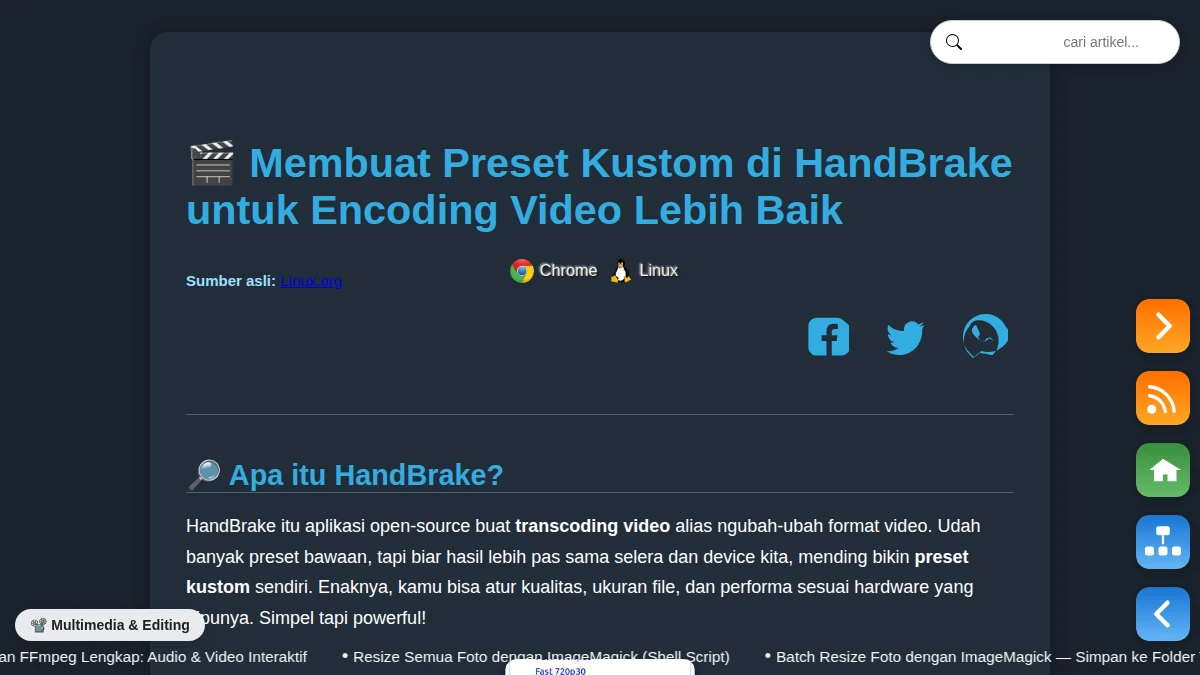 cari artikel...
Membuat Preset Kustom di HandBrake
untuk Encoding Video Lebih Baik
Sumber asli: Linux.org
Chrome Linux
Apa itu HandBrake?
HandBrake itu aplikasi open-source buat transcoding video alias ngubah-ubah format video. Udah
banyak preset bawaan, tapi biar hasil lebih pas sama selera dan device kita, mending bikin preset
kustom sendiri. Enaknya, kamu bisa atur kualitas, ukuran file, dan performa sesuai hardware yang
Simpel tapi powerful!
Multimedia & Editing
an FFmpeg Lengkap: Audio & Video Interaktif • Resize Semua Foto dengan ImageMagick (Shell Script) • Batch Resize Foto dengan ImageMagick — Simpan ke Folder
Fast 720p30